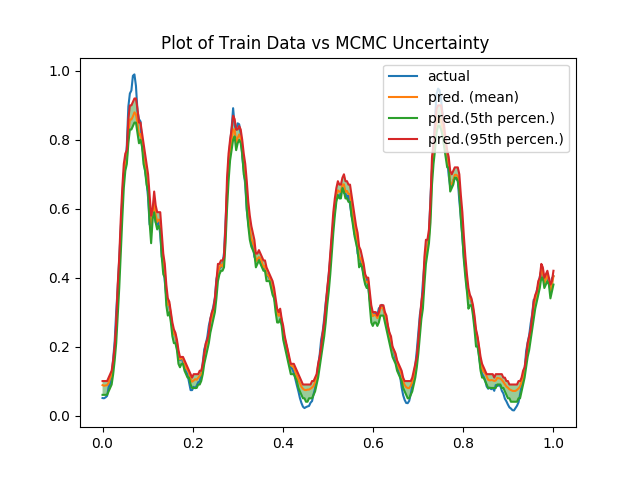 Plot of Train Data vs MCMC Uncertainty
actual
pred. (mean)
pred.(5th percen.)
pred.(95th percen.)
1.0
0.8
0.6
0.4
0.2
0.0
0.0 0.2 0.4 0.6 0.8 1.0